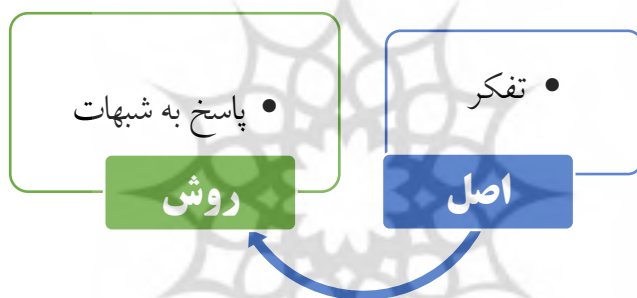 • تفکر
اصل
• پاسخ به شبهات
روش